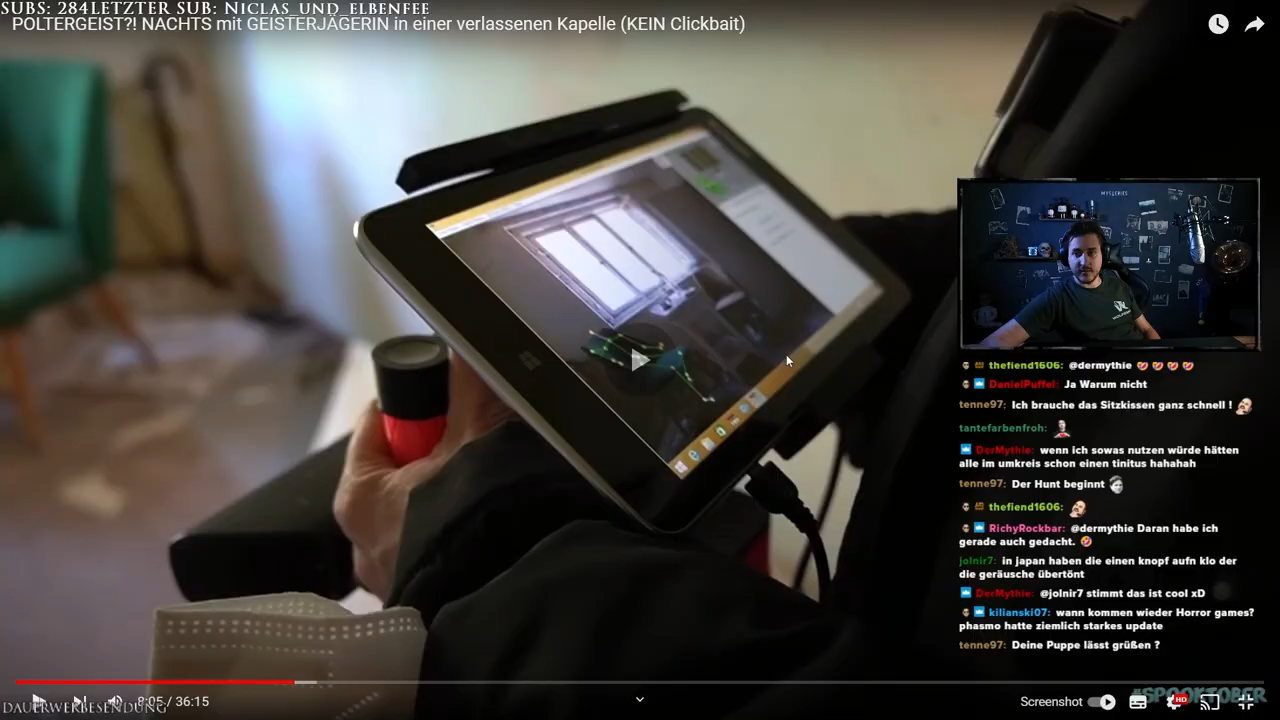 SUBS: 284LETZTER SUB: NICLAS_UND_ELBENFEE
POLTERGEIST?! NACHTS mit GEISTERJÄGERIN in einer verlassenen Kapelle (KEIN Clickbait)
MYSTERIES
thefiend1606: @dermythie
DanielPuffel: Ja Warum nicht
tenne97: Ich brauche das Sitzkissen ganz schnell !
tantefarbenfroh:
DerMythie: wenn ich sowas nutzen würde hätten
alle im umkreis schon einen tinitus hahahah
tenne97: Der Hunt beginnt
thefiend1606:
RichyRockbar: @dermythie Daran habe ich
gerade auch gedacht.
jolnir7: in japan haben die einen knopf aufn klo der
die geräusche übertönt
DerMythie: @jolnir7 stimmt das ist cool xD
kilianski07: wann kommen wieder Horror games?
phasmo hatte ziemlich starkes update
tenne97: Deine Puppe lässt grüßen ?
8:05 / 36:15
Screenshot
HD
DAUERWERBESENDUNG
#SPOOKTOBER